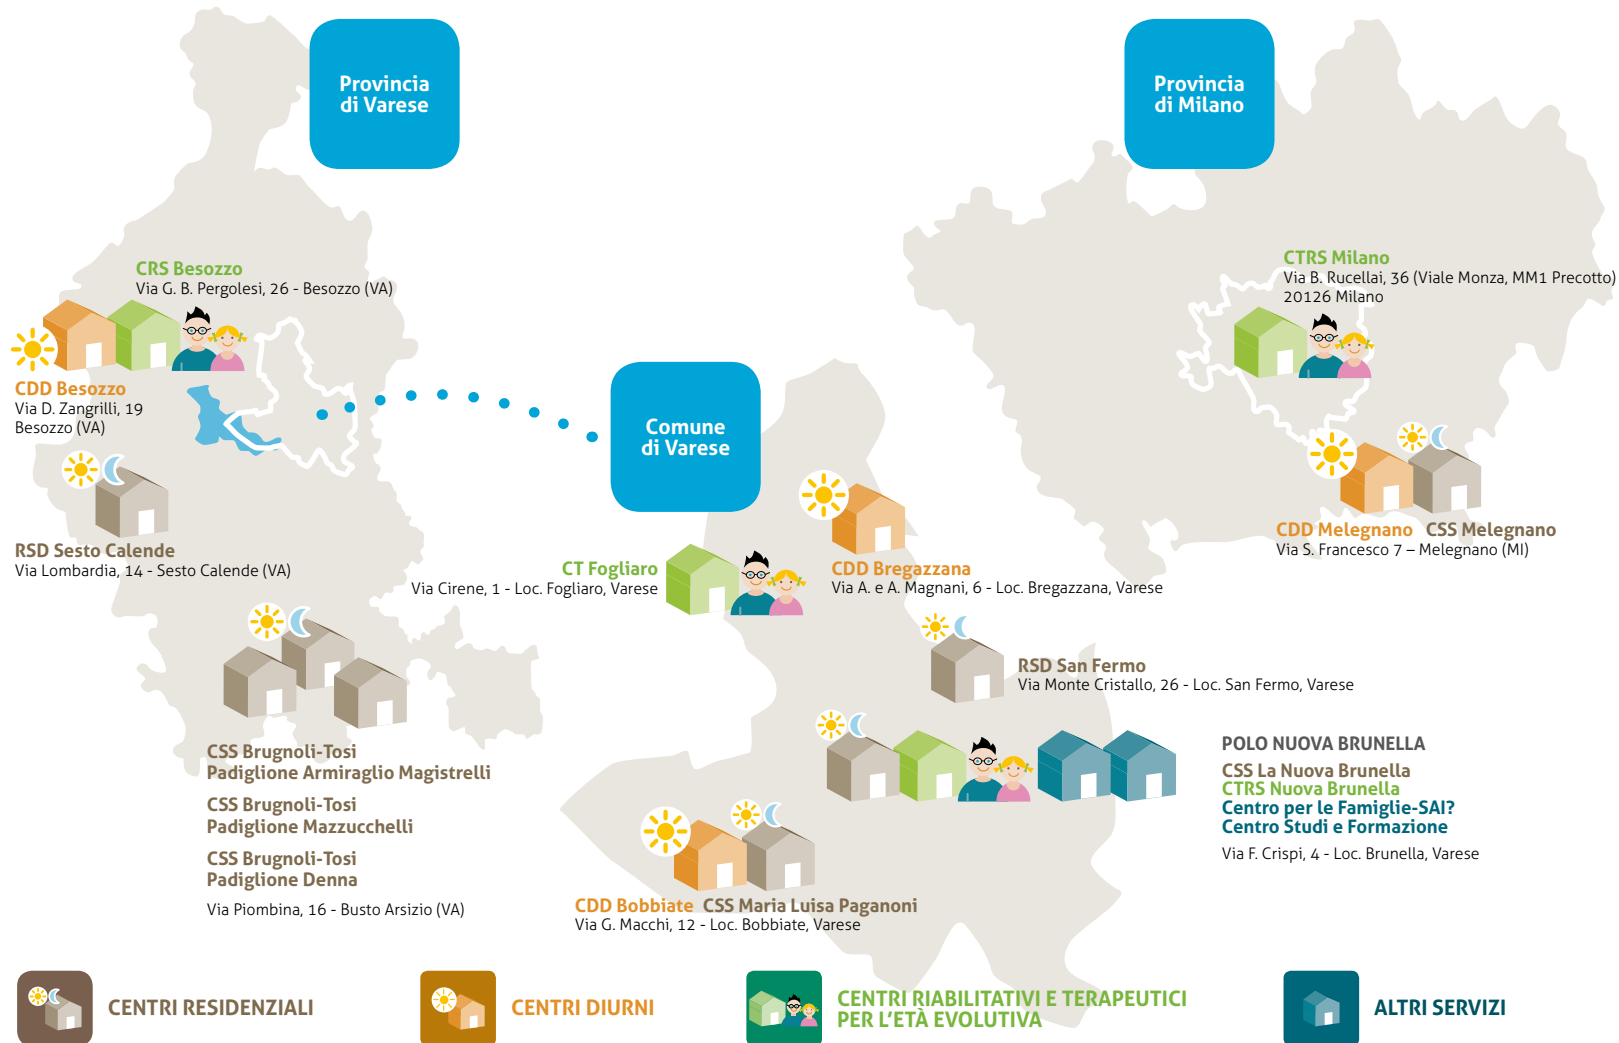 Provincia
di Varese
Provincia
di Milano
CRS Besozzo
Via G. B. Pergolesi, 26 - Besozzo (VA)
CDD Besozzo
Via D. Zangrilli, 19
Besozzo (VA)
CTRS Milano
Via B. Rucellai, 36 (Viale Monza, MM1 Precotto)
20126 Milano
Comune
di Varese
RSD Sesto Calende
Via Lombardia, 14 - Sesto Calende (VA)
CDD Melegnano CSS Melegnano
Via S. Francesco 7 – Melegnano (MI)
CT Fogliaro
Via Cirene, 1 - Loc. Fogliaro, Varese
CDD Bregazzana
Via A. e A. Magnani, 6 - Loc. Bregazzana, Varese
RSD San Fermo
Via Monte Cristallo, 26 - Loc. San Fermo, Varese
CSS Brugnoli-Tosi
Padiglione Armiraglio Magistrelli
CSS Brugnoli-Tosi
Padiglione Mazzucchelli
CSS Brugnoli-Tosi
Padiglione Denna
Via Piombina, 16 - Busto Arsizio (VA)
POLO NUOVA BRUNELLA
CSS La Nuova Brunella
CTRS Nuova Brunella
Centro per le Famiglie-SAI?
Centro Studi e Formazione
Via F. Crispi, 4 - Loc. Brunella, Varese
CDD Bobbiate CSS Maria Luisa Paganoni
Via G. Macchi, 12 - Loc. Bobbiate, Varese
CENTRI RESIDENZIALI
CENTRI DIURNI
CENTRI RIABILITATIVI E TERAPEUTICI
PER L'ETÀ EVOLUTIVA
ALTRI SERVIZI